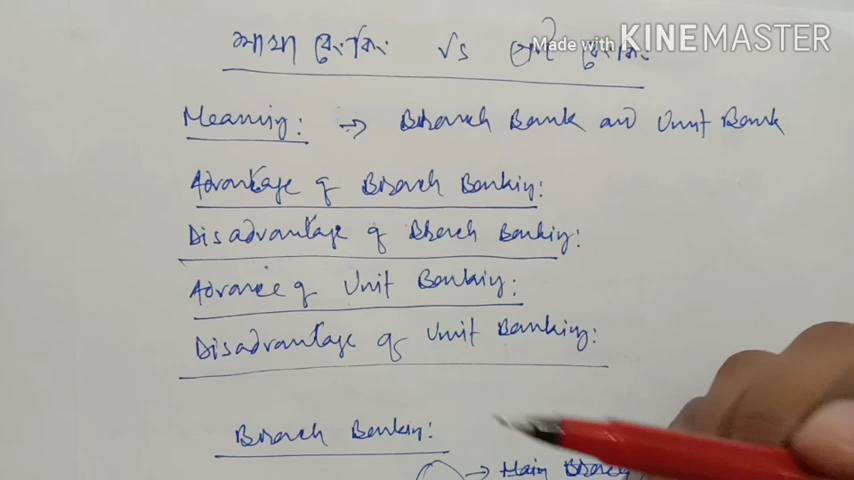 শাখা বেংকিং Vs গোট বেংকিং
Made with KINEMASTER
Meaning: → Branch Bank and Unit Bank
Advantage of Branch Banking:
Disadvantage of Branch Banking:
Advance of Unit Banking:
Disadvantage of Unit Banking:
Branch Banking:
→ Main Branch